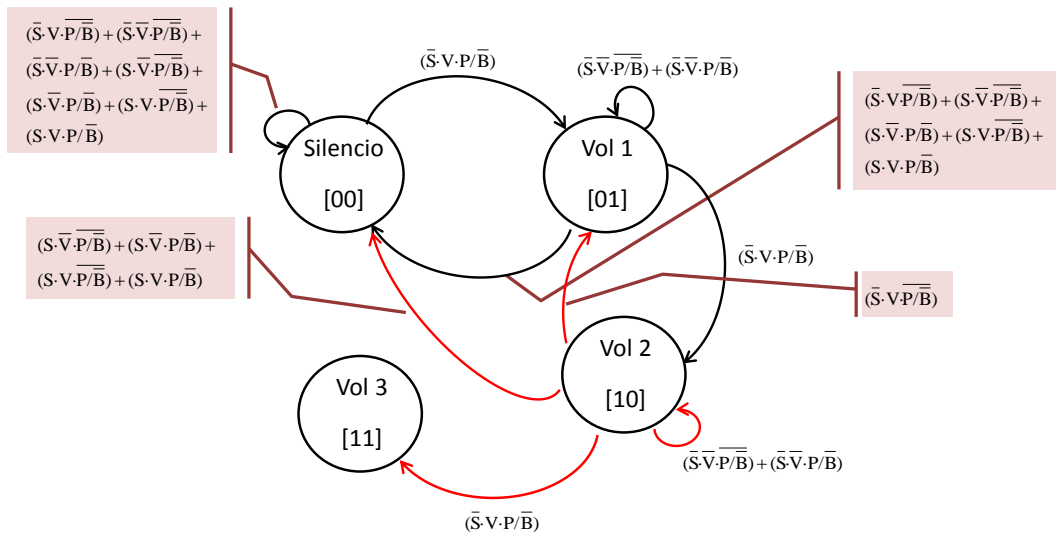 (S̅·V·P̅/̅B̿)+(S̅·V̅·P̅/̅B̿)+
(S̅·V̅·P/B̅)+(S·V̅·P̅/̅B̿)+
(S·V̅·P/B̅)+(S·V·P̅/̅B̿)+
(S·V·P/B̅)
(S̅·V·P/B̅)
(S̅·V̅·P̅/̅B̿)+(S̅·V̅·P/B̅)
(S̅·V·P̅/̅B̿)+(S·V̅·P̅/̅B̿)+
(S·V̅·P/B̅)+(S·V·P̅/̅B̿)+
(S·V·P/B̅)
Silencio
[00]
Vol 1
[01]
(S·V̅·P̅/̅B̿)+(S·V̅·P/B̅)+
(S·V·P̅/̅B̿)+(S·V·P/B̅)
(S̅·V·P/B̅)
(S̅·V·P̅/̅B̿)
Vol 2
[10]
Vol 3
[11]
(S̅·V̅·P̅/̅B̿)+(S̅·V̅·P/B̅)
(S̅·V·P/B̅)